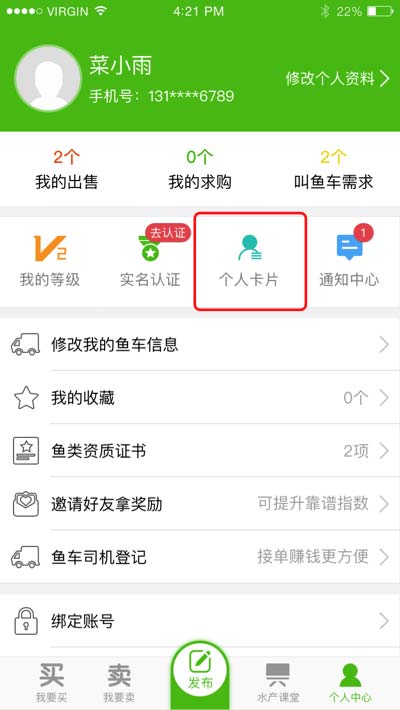 VIRGIN 4:21 PM 22%
菜小雨
手机号：131****6789
修改个人资料
2个 0个 2个
我的出售 我的求购 叫鱼车需求
V2 去认证 1
我的等级 实名认证 个人卡片 通知中心
修改我的鱼车信息
我的收藏 0个
鱼类资质证书 2项
邀请好友拿奖励 可提升靠谱指数
鱼车司机登记 接单赚钱更方便
绑定账号
买 卖
发布
我要买 我要卖 水产课堂 个人中心